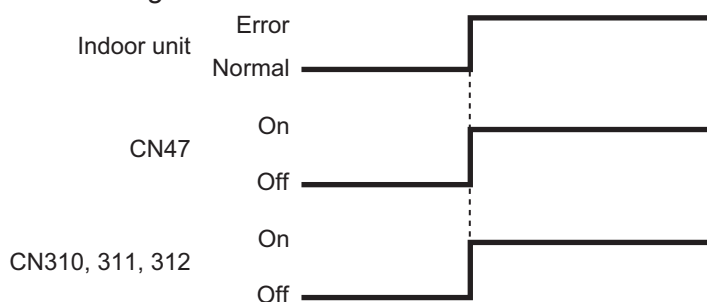 Error
Indoor unit
Normal
On
CN47
Off
On
CN310, 311, 312
Off